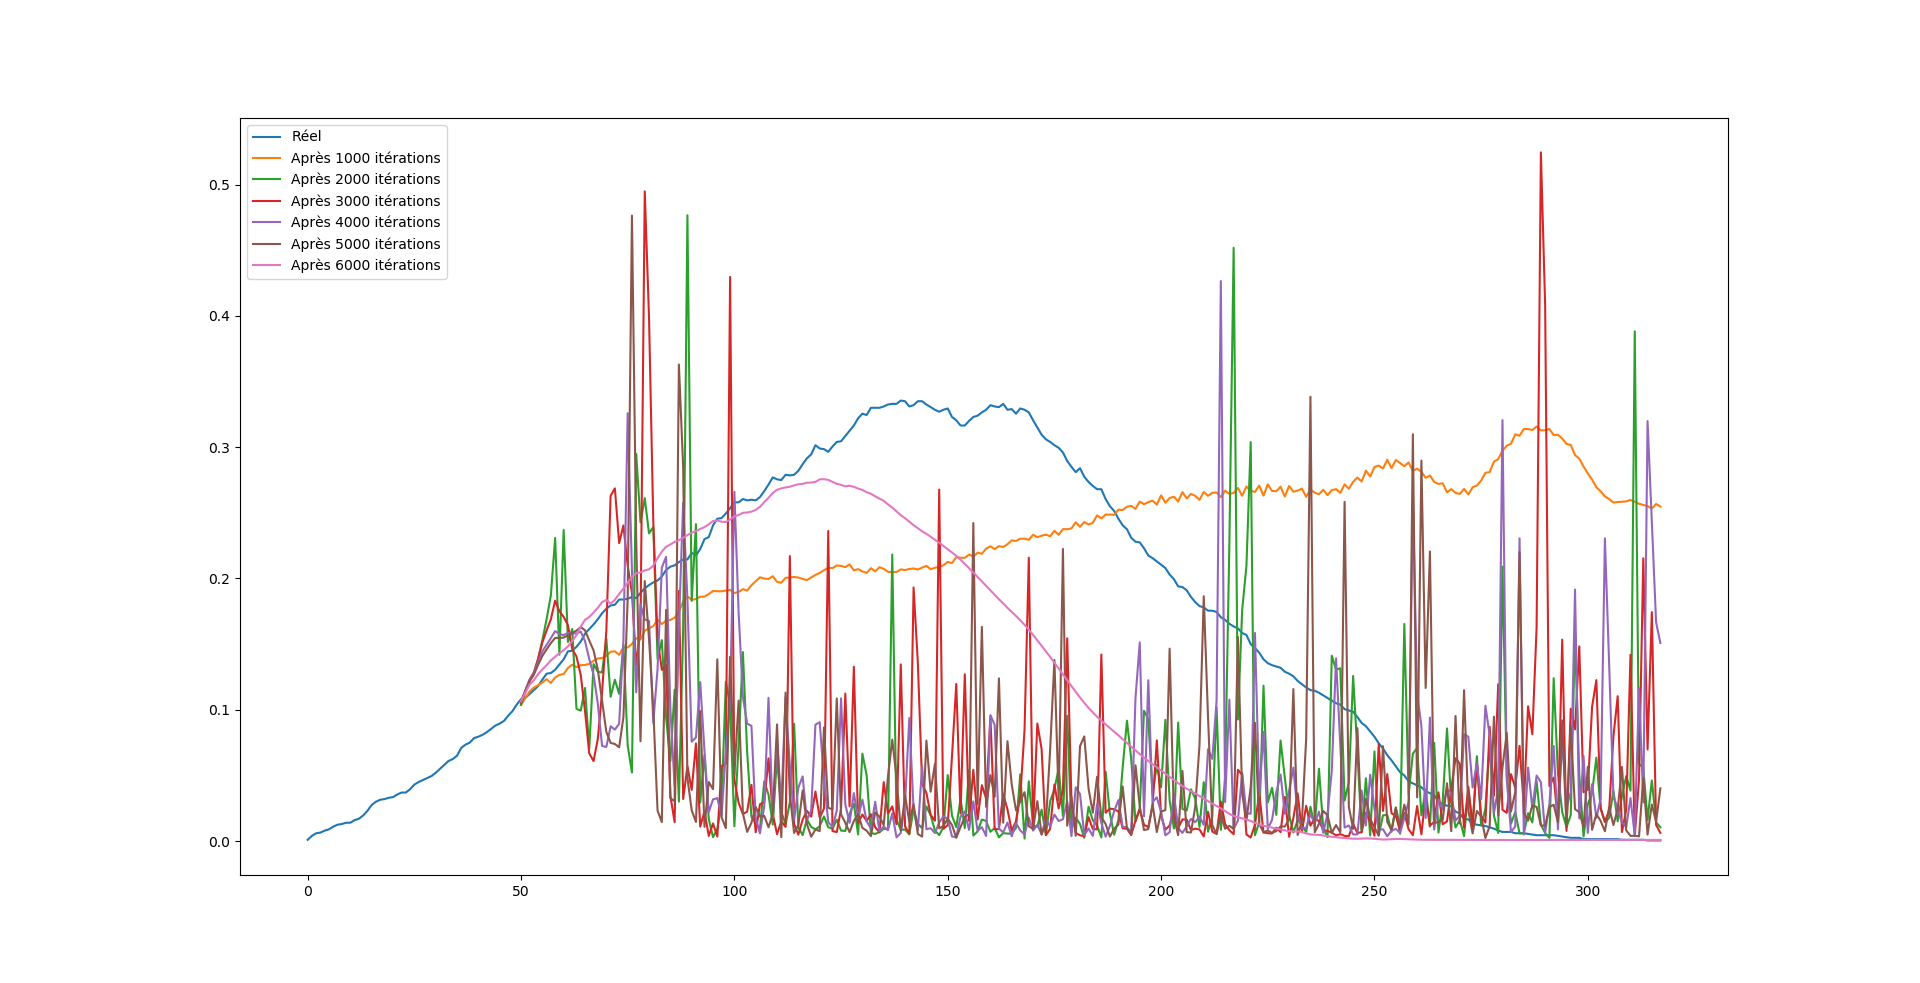 Réel
Après 1000 itérations
Après 2000 itérations
Après 3000 itérations
Après 4000 itérations
Après 5000 itérations
Après 6000 itérations
0.5
0.4
0.3
0.2
0.1
0.0
0 50 100 150 200 250 300